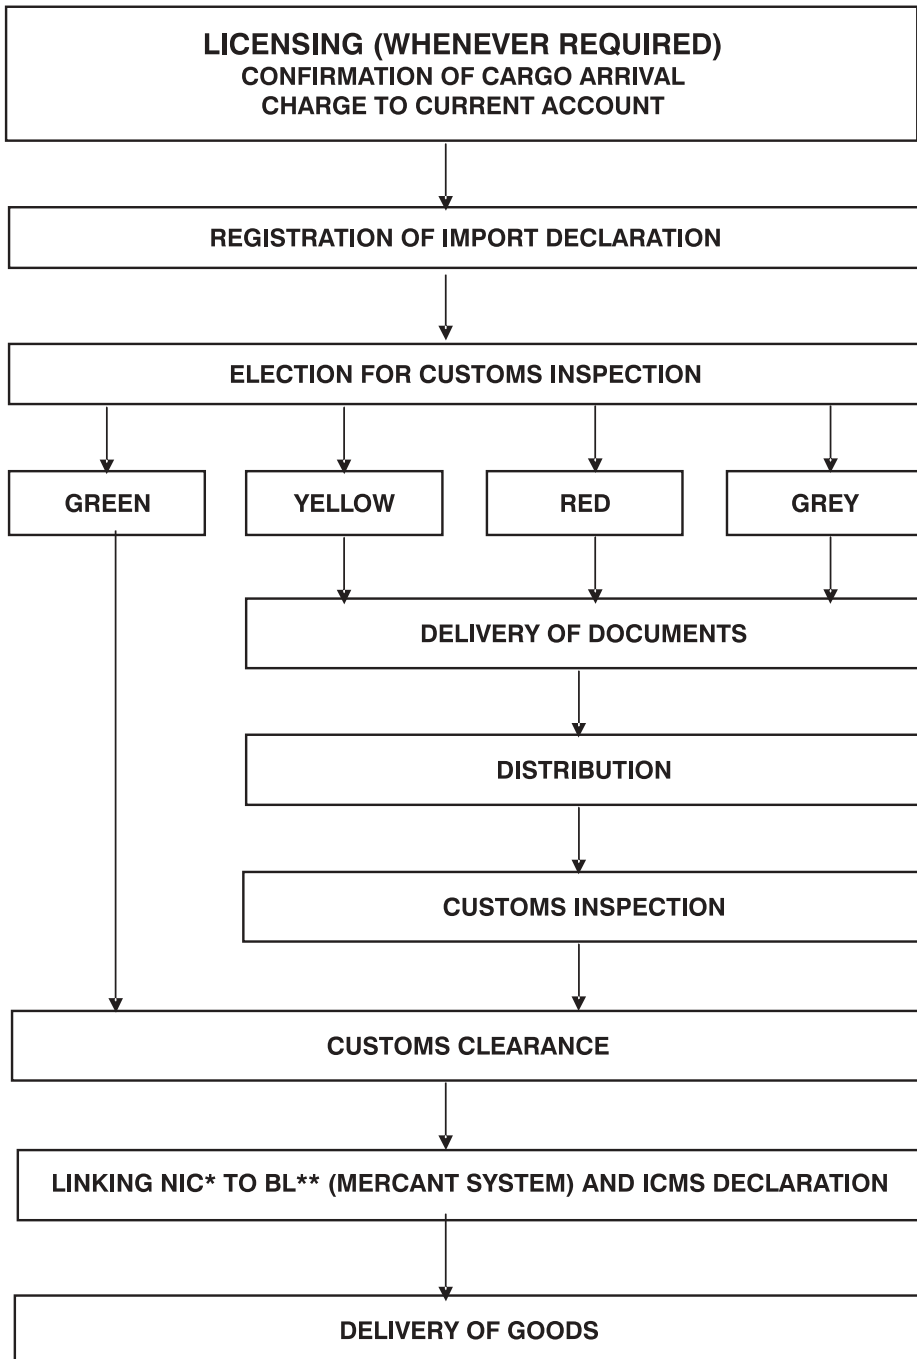 LICENSING (WHENEVER REQUIRED)
CONFIRMATION OF CARGO ARRIVAL
CHARGE TO CURRENT ACCOUNT
REGISTRATION OF IMPORT DECLARATION
ELECTION FOR CUSTOMS INSPECTION
GREEN
YELLOW
RED
GREY
DELIVERY OF DOCUMENTS
DISTRIBUTION
CUSTOMS INSPECTION
CUSTOMS CLEARANCE
LINKING NIC* TO BL** (MERCANT SYSTEM) AND ICMS DECLARATION
DELIVERY OF GOODS